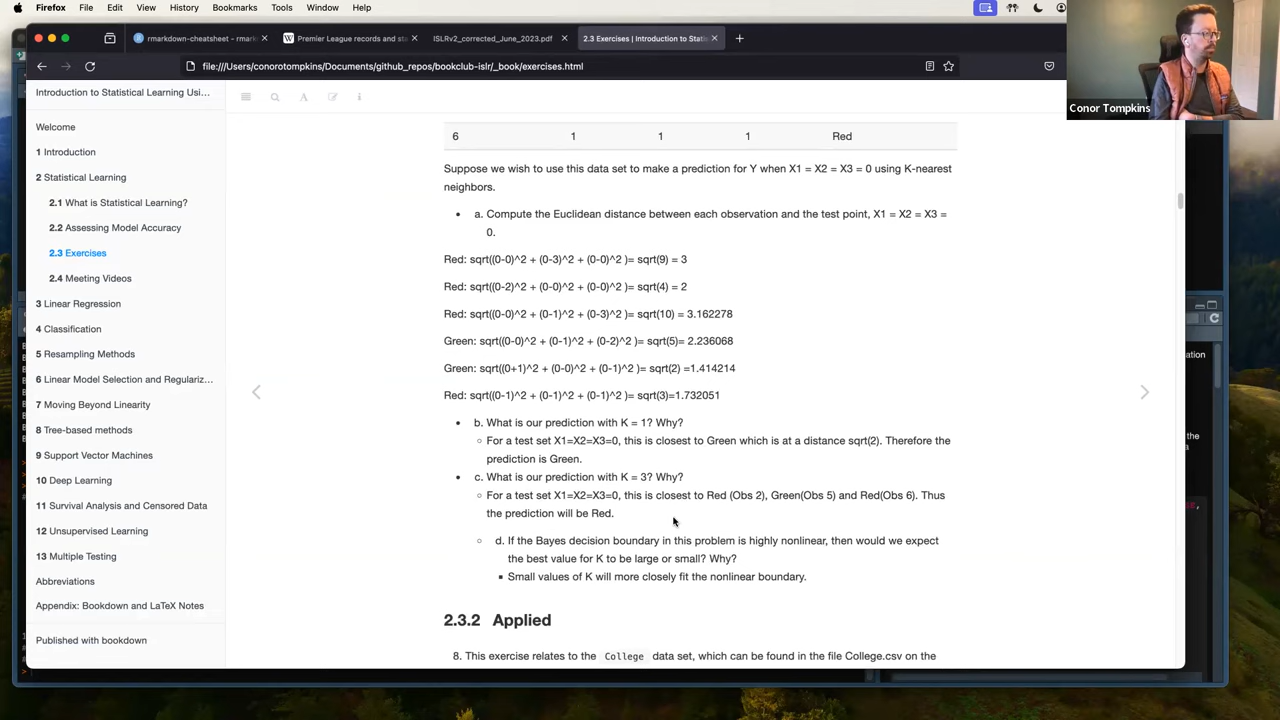 Firefox File Edit View History Bookmarks Tools Window Help
rmarkdown-cheatsheet - rmark
Premier League records and sta
ISLRv2_corrected_June_2023.pdf
2.3 Exercises | Introduction to Stati
file:///Users/conorotompkins/Documents/github_repos/bookclub-islr/_book/exercises.html
Conor Tompkins
Introduction to Statistical Learning Usi...
Welcome
1 Introduction
2 Statistical Learning
2.1 What is Statistical Learning?
2.2 Assessing Model Accuracy
2.3 Exercises
2.4 Meeting Videos
3 Linear Regression
4 Classification
5 Resampling Methods
6 Linear Model Selection and Regulariz...
7 Moving Beyond Linearity
8 Tree-based methods
9 Support Vector Machines
10 Deep Learning
11 Survival Analysis and Censored Data
12 Unsupervised Learning
13 Multiple Testing
Abbreviations
Appendix: Bookdown and LaTeX Notes
Published with bookdown
6 1 1 1 Red
Suppose we wish to use this data set to make a prediction for Y when X1 = X2 = X3 = 0 using K-nearest
neighbors.
• a. Compute the Euclidean distance between each observation and the test point, X1 = X2 = X3 =
0.
Red: sqrt((0-0)^2 + (0-3)^2 + (0-0)^2 )= sqrt(9) = 3
Red: sqrt((0-2)^2 + (0-0)^2 + (0-0)^2 )= sqrt(4) = 2
Red: sqrt((0-0)^2 + (0-1)^2 + (0-3)^2 )= sqrt(10) = 3.162278
Green: sqrt((0-0)^2 + (0-1)^2 + (0-2)^2 )= sqrt(5)= 2.236068
Green: sqrt((0+1)^2 + (0-0)^2 + (0-1)^2 )= sqrt(2) =1.414214
Red: sqrt((0-1)^2 + (0-1)^2 + (0-1)^2 )= sqrt(3)=1.732051
• b. What is our prediction with K = 1? Why?
○ For a test set X1=X2=X3=0, this is closest to Green which is at a distance sqrt(2). Therefore the
prediction is Green.
• c. What is our prediction with K = 3? Why?
○ For a test set X1=X2=X3=0, this is closest to Red (Obs 2), Green(Obs 5) and Red(Obs 6). Thus
the prediction will be Red.
○ d. If the Bayes decision boundary in this problem is highly nonlinear, then would we expect
the best value for K to be large or small? Why?
▪ Small values of K will more closely fit the nonlinear boundary.
2.3.2 Applied
8. This exercise relates to the College data set, which can be found in the file College.csv on the